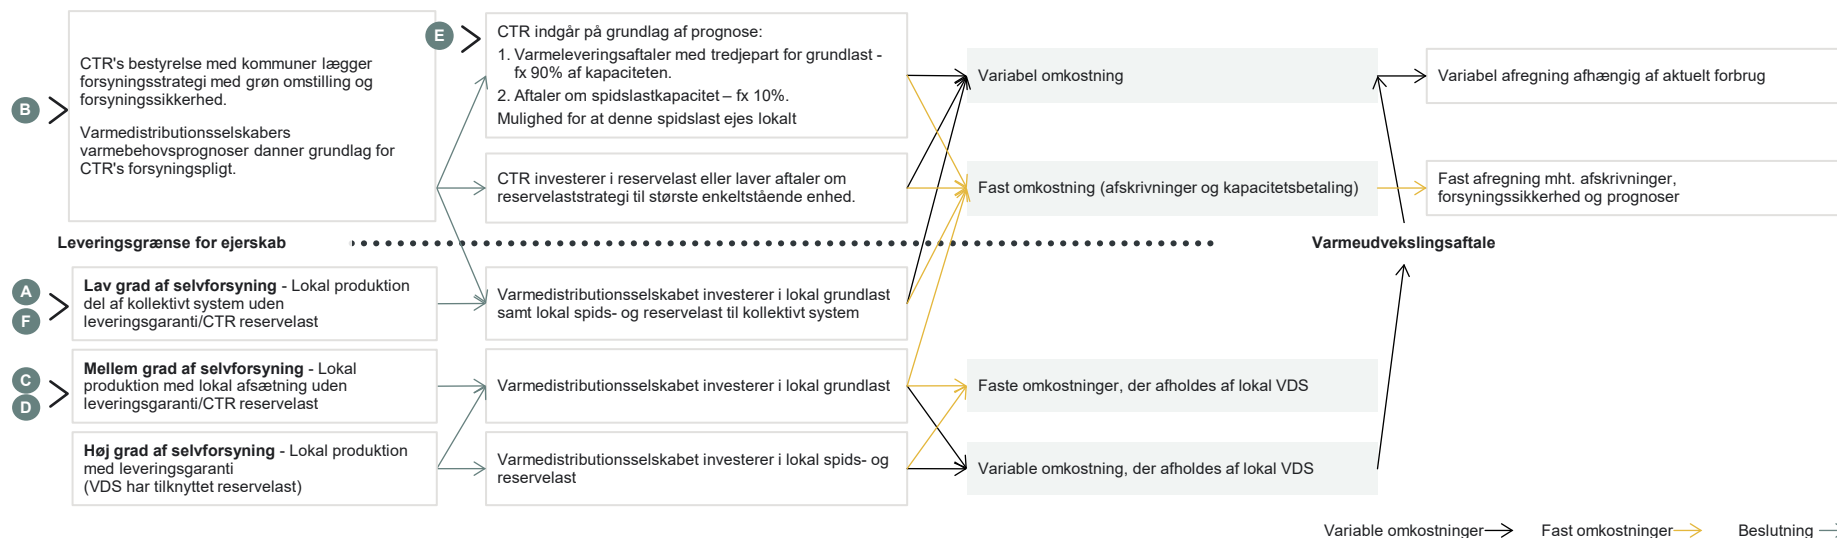 B
CTR's bestyrelse med kommuner lægger
forsyningsstrategi med grøn omstilling og
forsyningssikkerhed.
Varmedistributionsselskabers
varmebehovsprognoser danner grundlag for
CTR's forsyningspligt.
E
CTR indgår på grundlag af prognose:
1. Varmeleveringsaftaler med tredjepart for grundlast -
fx 90% af kapaciteten.
2. Aftaler om spidslastkapacitet – fx 10%.
Mulighed for at denne spidslast ejes lokalt
Variabel omkostning
Variabel afregning afhængig af aktuelt forbrug
CTR investerer i reservelast eller laver aftaler om
reservelaststrategi til største enkeltstående enhed.
Fast omkostning (afskrivninger og kapacitetsbetaling)
Fast afregning mht. afskrivninger,
forsyningssikkerhed og prognoser
Leveringsgrænse for ejerskab
Varmeudvekslingsaftale
A
F
Lav grad af selvforsyning - Lokal produktion
del af kollektivt system uden
leveringsgaranti/CTR reservelast
Varmedistributionsselskabet investerer i lokal grundlast
samt lokal spids- og reservelast til kollektivt system
C
D
Mellem grad af selvforsyning - Lokal
produktion med lokal afsætning uden
leveringsgaranti/CTR reservelast
Varmedistributionsselskabet investerer i lokal grundlast
Faste omkostninger, der afholdes af lokal VDS
Høj grad af selvforsyning - Lokal produktion
med leveringsgaranti
(VDS har tilknyttet reservelast)
Varmedistributionsselskabet investerer i lokal spids- og
reservelast
Variable omkostning, der afholdes af lokal VDS
Variable omkostninger
Fast omkostninger
Beslutning